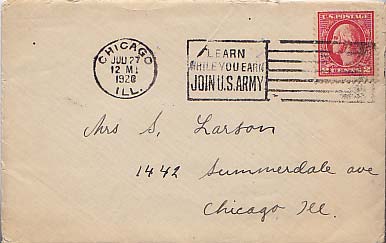 CHICAGO
JUL 27
12 M
1920
ILL.
LEARN
WHILE YOU EARN
JOIN U.S. ARMY
U.S. POSTAGE
2 CENTS 2
Mrs S. Larson
1442 Summerdale ave
Chicago Ill.